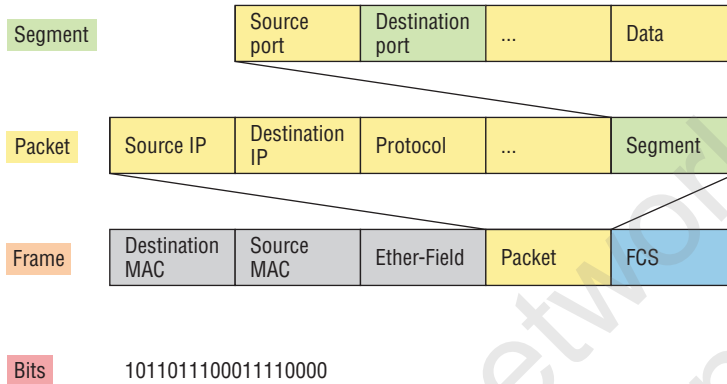 Segment
Source port
Destination port
...
Data
Packet
Source IP
Destination IP
Protocol
...
Segment
Frame
Destination MAC
Source MAC
Ether-Field
Packet
FCS
Bits
1011011100011110000